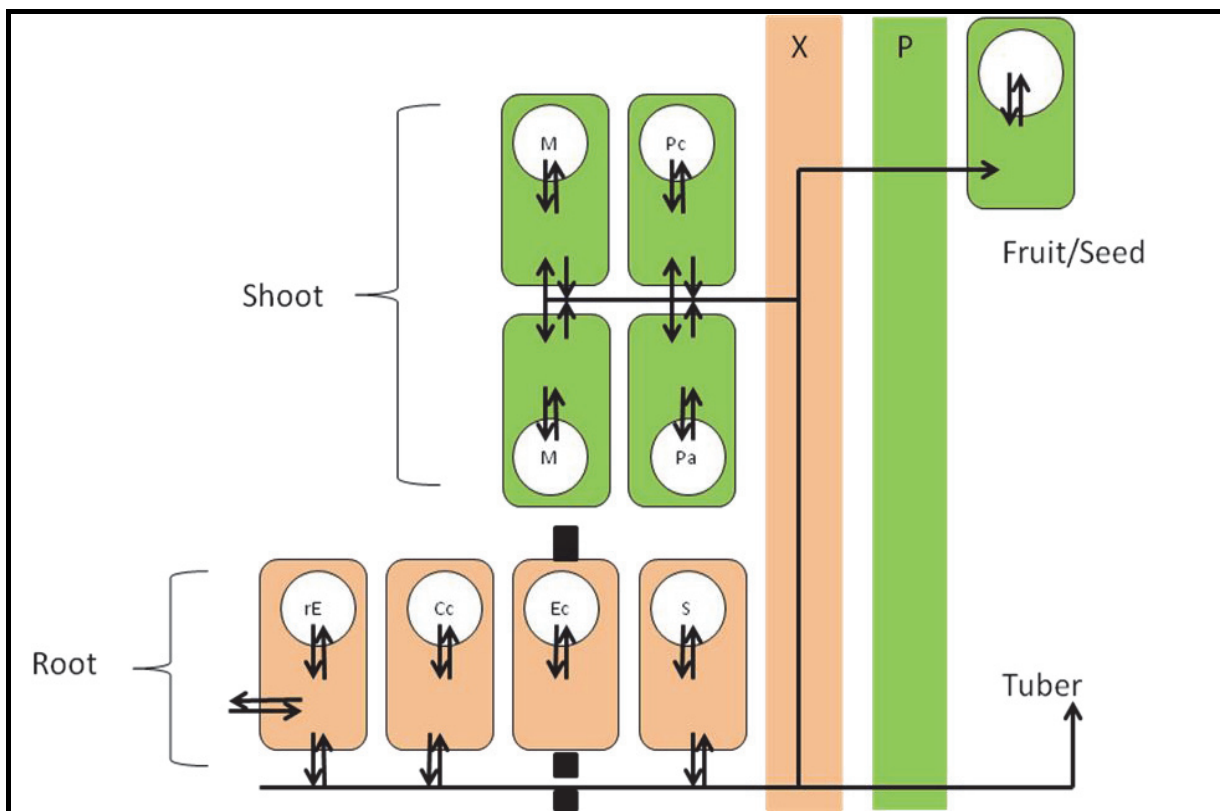 X P
M Pc
Fruit/Seed
Shoot
M Pa
rE Cc Ec S
Root
Tuber